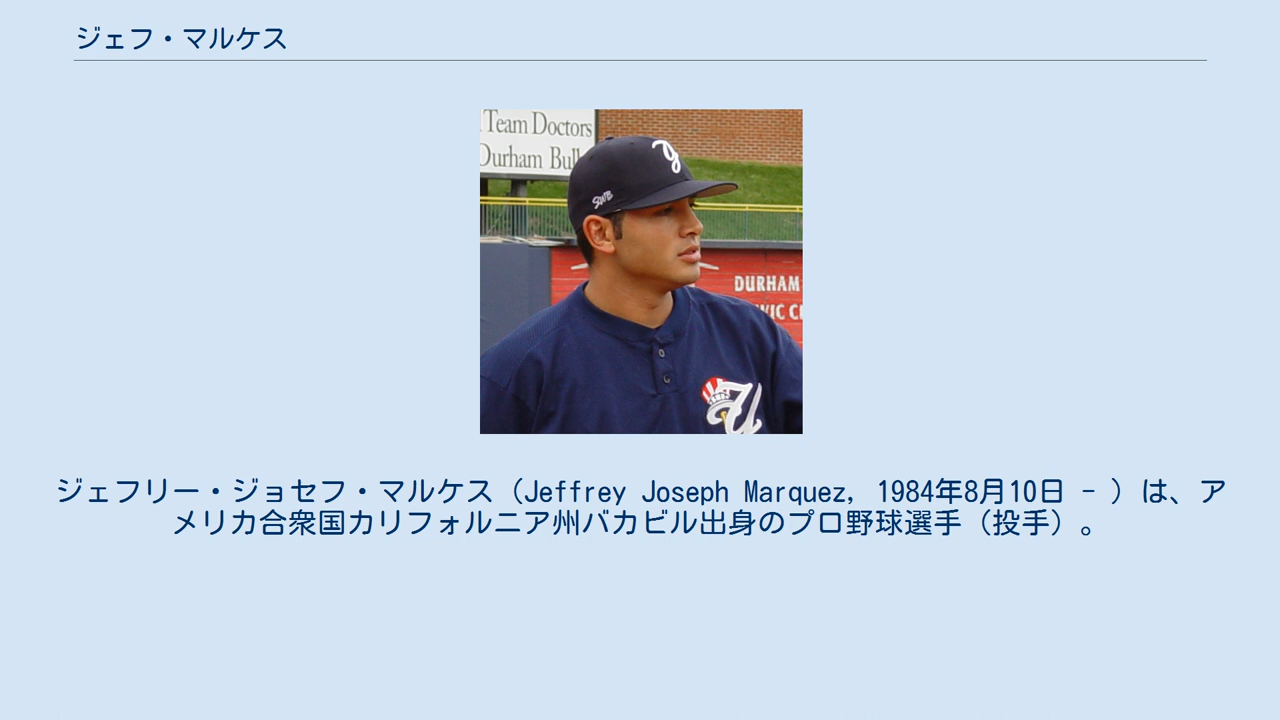 ジェフ・マルケス
Team Doctors
Durham Bull
Y
SWB
DURHAM
VIC C
Y
ジェフリー・ジョセフ・マルケス（Jeffrey Joseph Marquez, 1984年8月10日 - ）は、ア
メリカ合衆国カリフォルニア州バカビル出身のプロ野球選手（投手）。